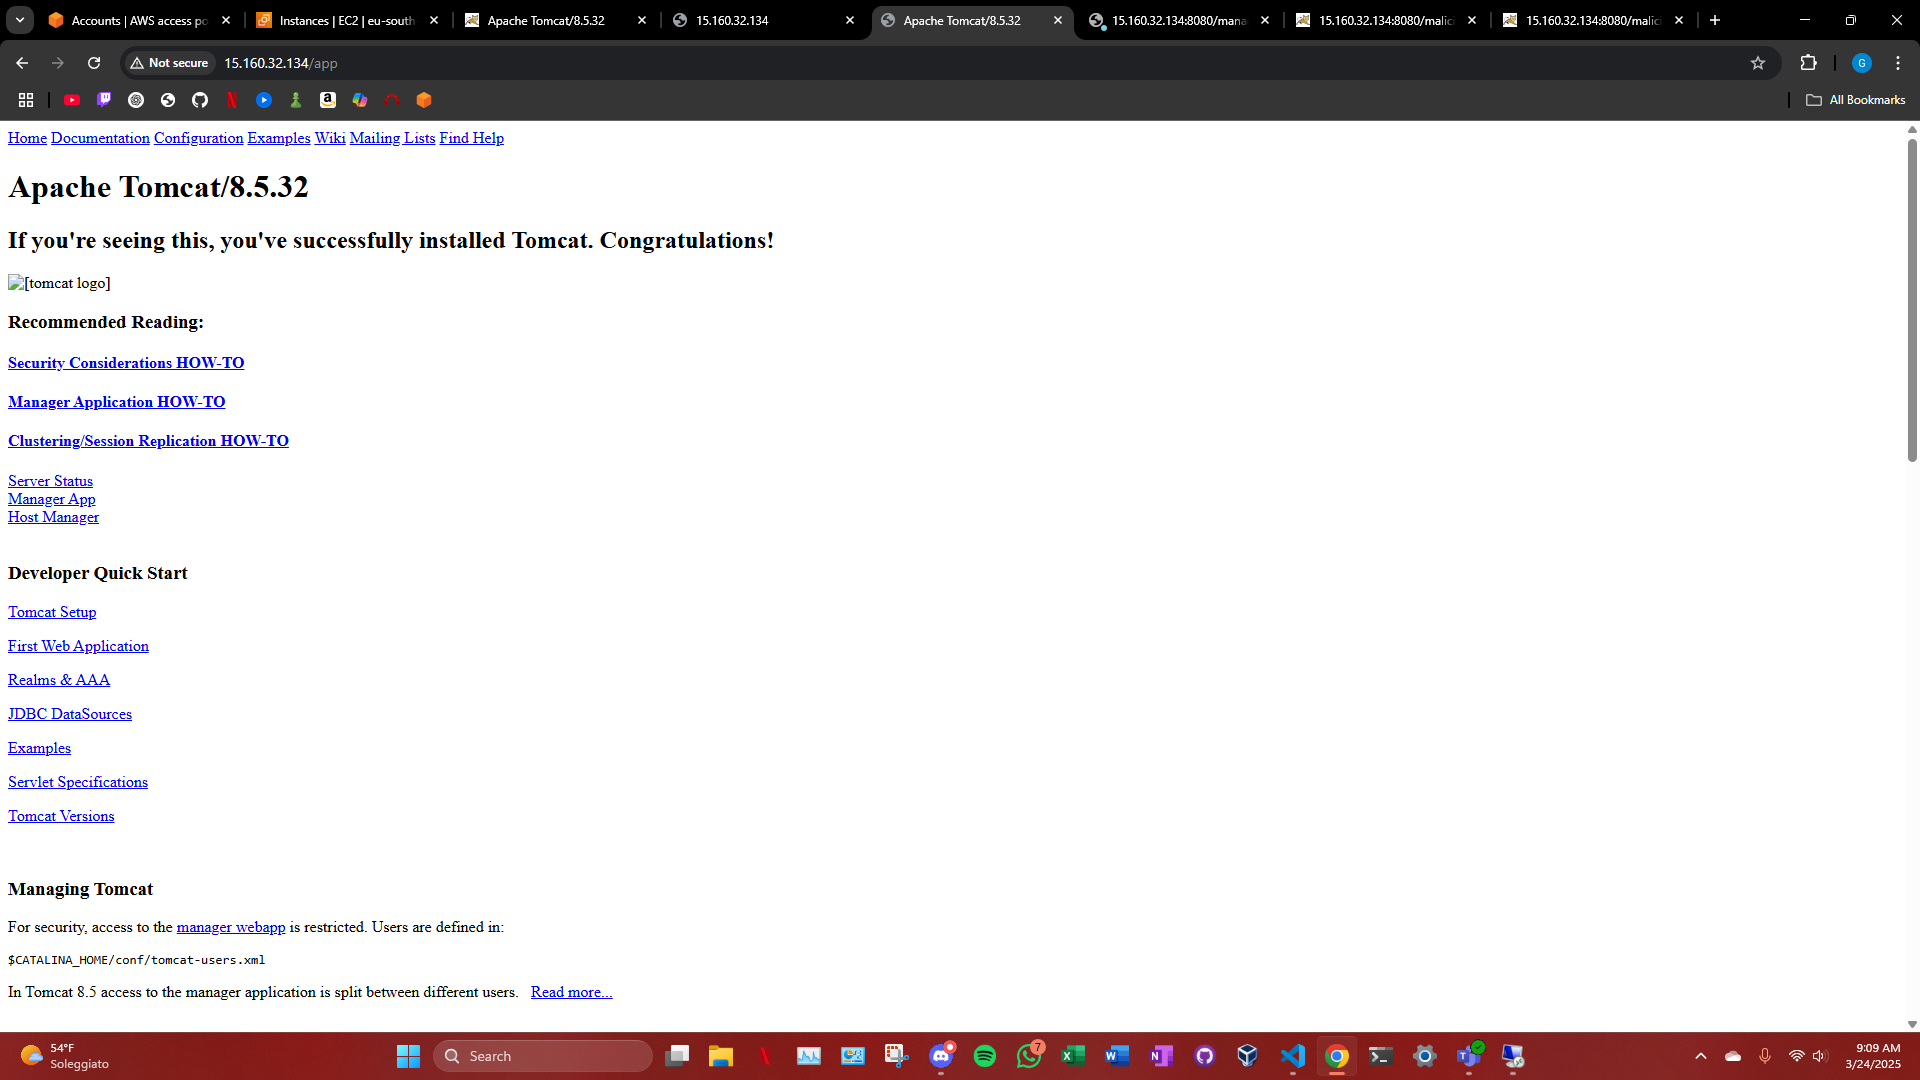 Accounts | AWS access po
Instances | EC2 | eu-south
Apache Tomcat/8.5.32
15.160.32.134
Apache Tomcat/8.5.32
15.160.32.134:8080/mana
15.160.32.134:8080/malici
15.160.32.134:8080/malici
Not secure
15.160.32.134/app
G
All Bookmarks
Home Documentation Configuration Examples Wiki Mailing Lists Find Help
Apache Tomcat/8.5.32
If you're seeing this, you've successfully installed Tomcat. Congratulations!
[tomcat logo]
Recommended Reading:
Security Considerations HOW-TO
Manager Application HOW-TO
Clustering/Session Replication HOW-TO
Server Status
Manager App
Host Manager
Developer Quick Start
Tomcat Setup
First Web Application
Realms & AAA
JDBC DataSources
Examples
Servlet Specifications
Tomcat Versions
Managing Tomcat
For security, access to the manager webapp is restricted. Users are defined in:
$CATALINA_HOME/conf/tomcat-users.xml
In Tomcat 8.5 access to the manager application is split between different users. Read more...
54°F
Soleggiato
Search
7
9:09 AM
3/24/2025